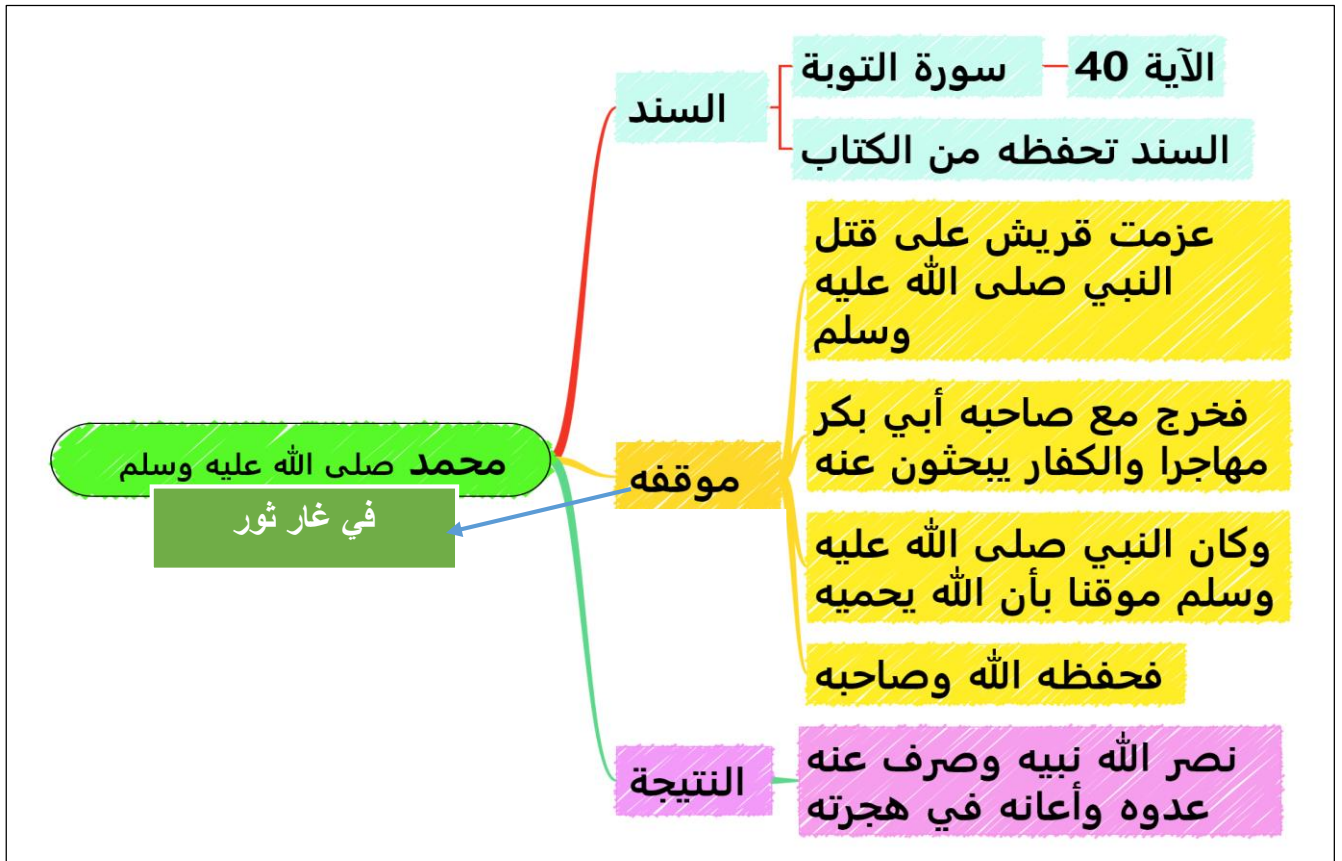 محمد صلى الله عليه وسلم
في غار ثور
السند
سورة التوبة
الآية 40
السند تحفظه من الكتاب
موقفه
عزمت قريش على قتل
النبي صلى الله عليه
وسلم
فخرج مع صاحبه أبي بكر
مهاجرا والكفار يبحثون عنه
وكان النبي صلى الله عليه
وسلم موقنا بأن الله يحميه
فحفظه الله وصاحبه
النتيجة
نصر الله نبيه وصرف عنه
عدوه وأعانه في هجرته